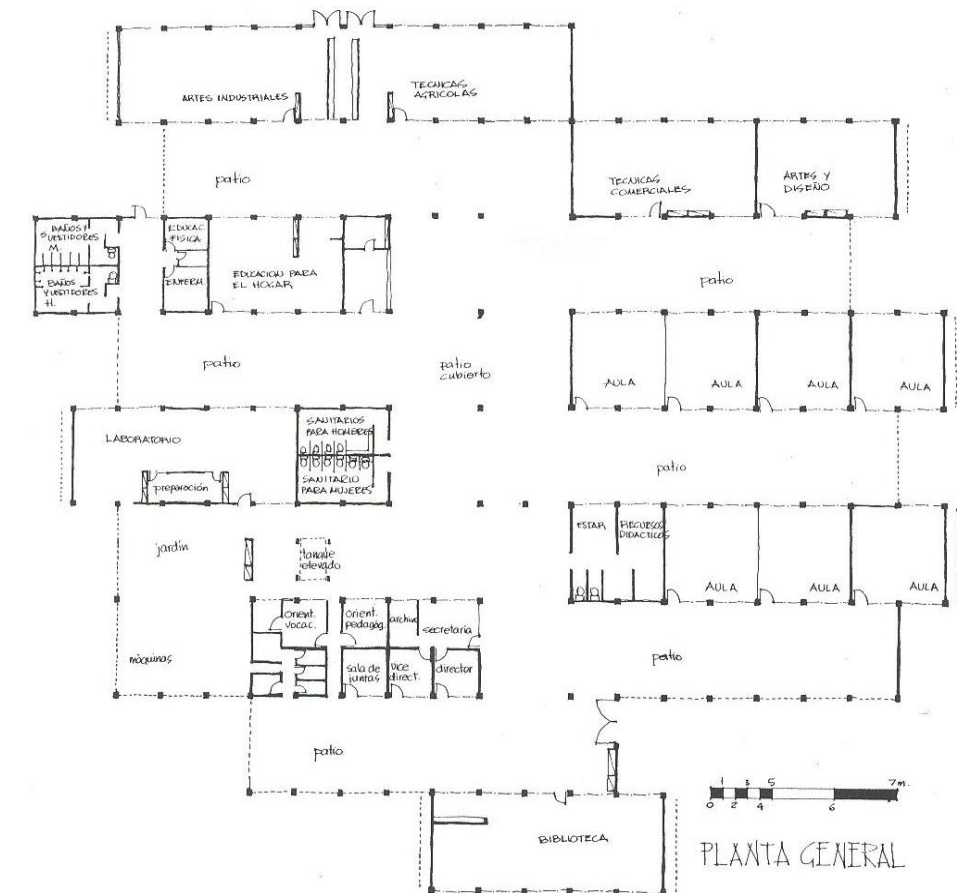 ARTES INDUSTRIALES
TECNICAS
AGRICOLAS
patio
TECNICAS
COMERCIALES
ARTES Y
DISEÑO
BAÑOS Y
VESTIDORES
M.
EDUCAC.
FISICA
BAÑOS
Y VESTIDORES
H.
ENFERM.
EDUCACION PARA
EL HOGAR
patio
patio
patio
cubierto
AULA
AULA
AULA
AULA
LABORATORIO
preparación
SANITARIOS
PARA HOMBRES
SANITARIO
PARA MUJERES
patio
jardín
tanque
elevado
ESTAR
RECURSOS
DIDACTICOS
AULA
AULA
AULA
orient.
vocac.
orient.
pedagóg.
archivo
secretaría
máquinas
sala de
juntas
vice
direct.
director
patio
patio
1 3 5 7m.
0 2 4 6
BIBLIOTECA
PLANTA GENERAL